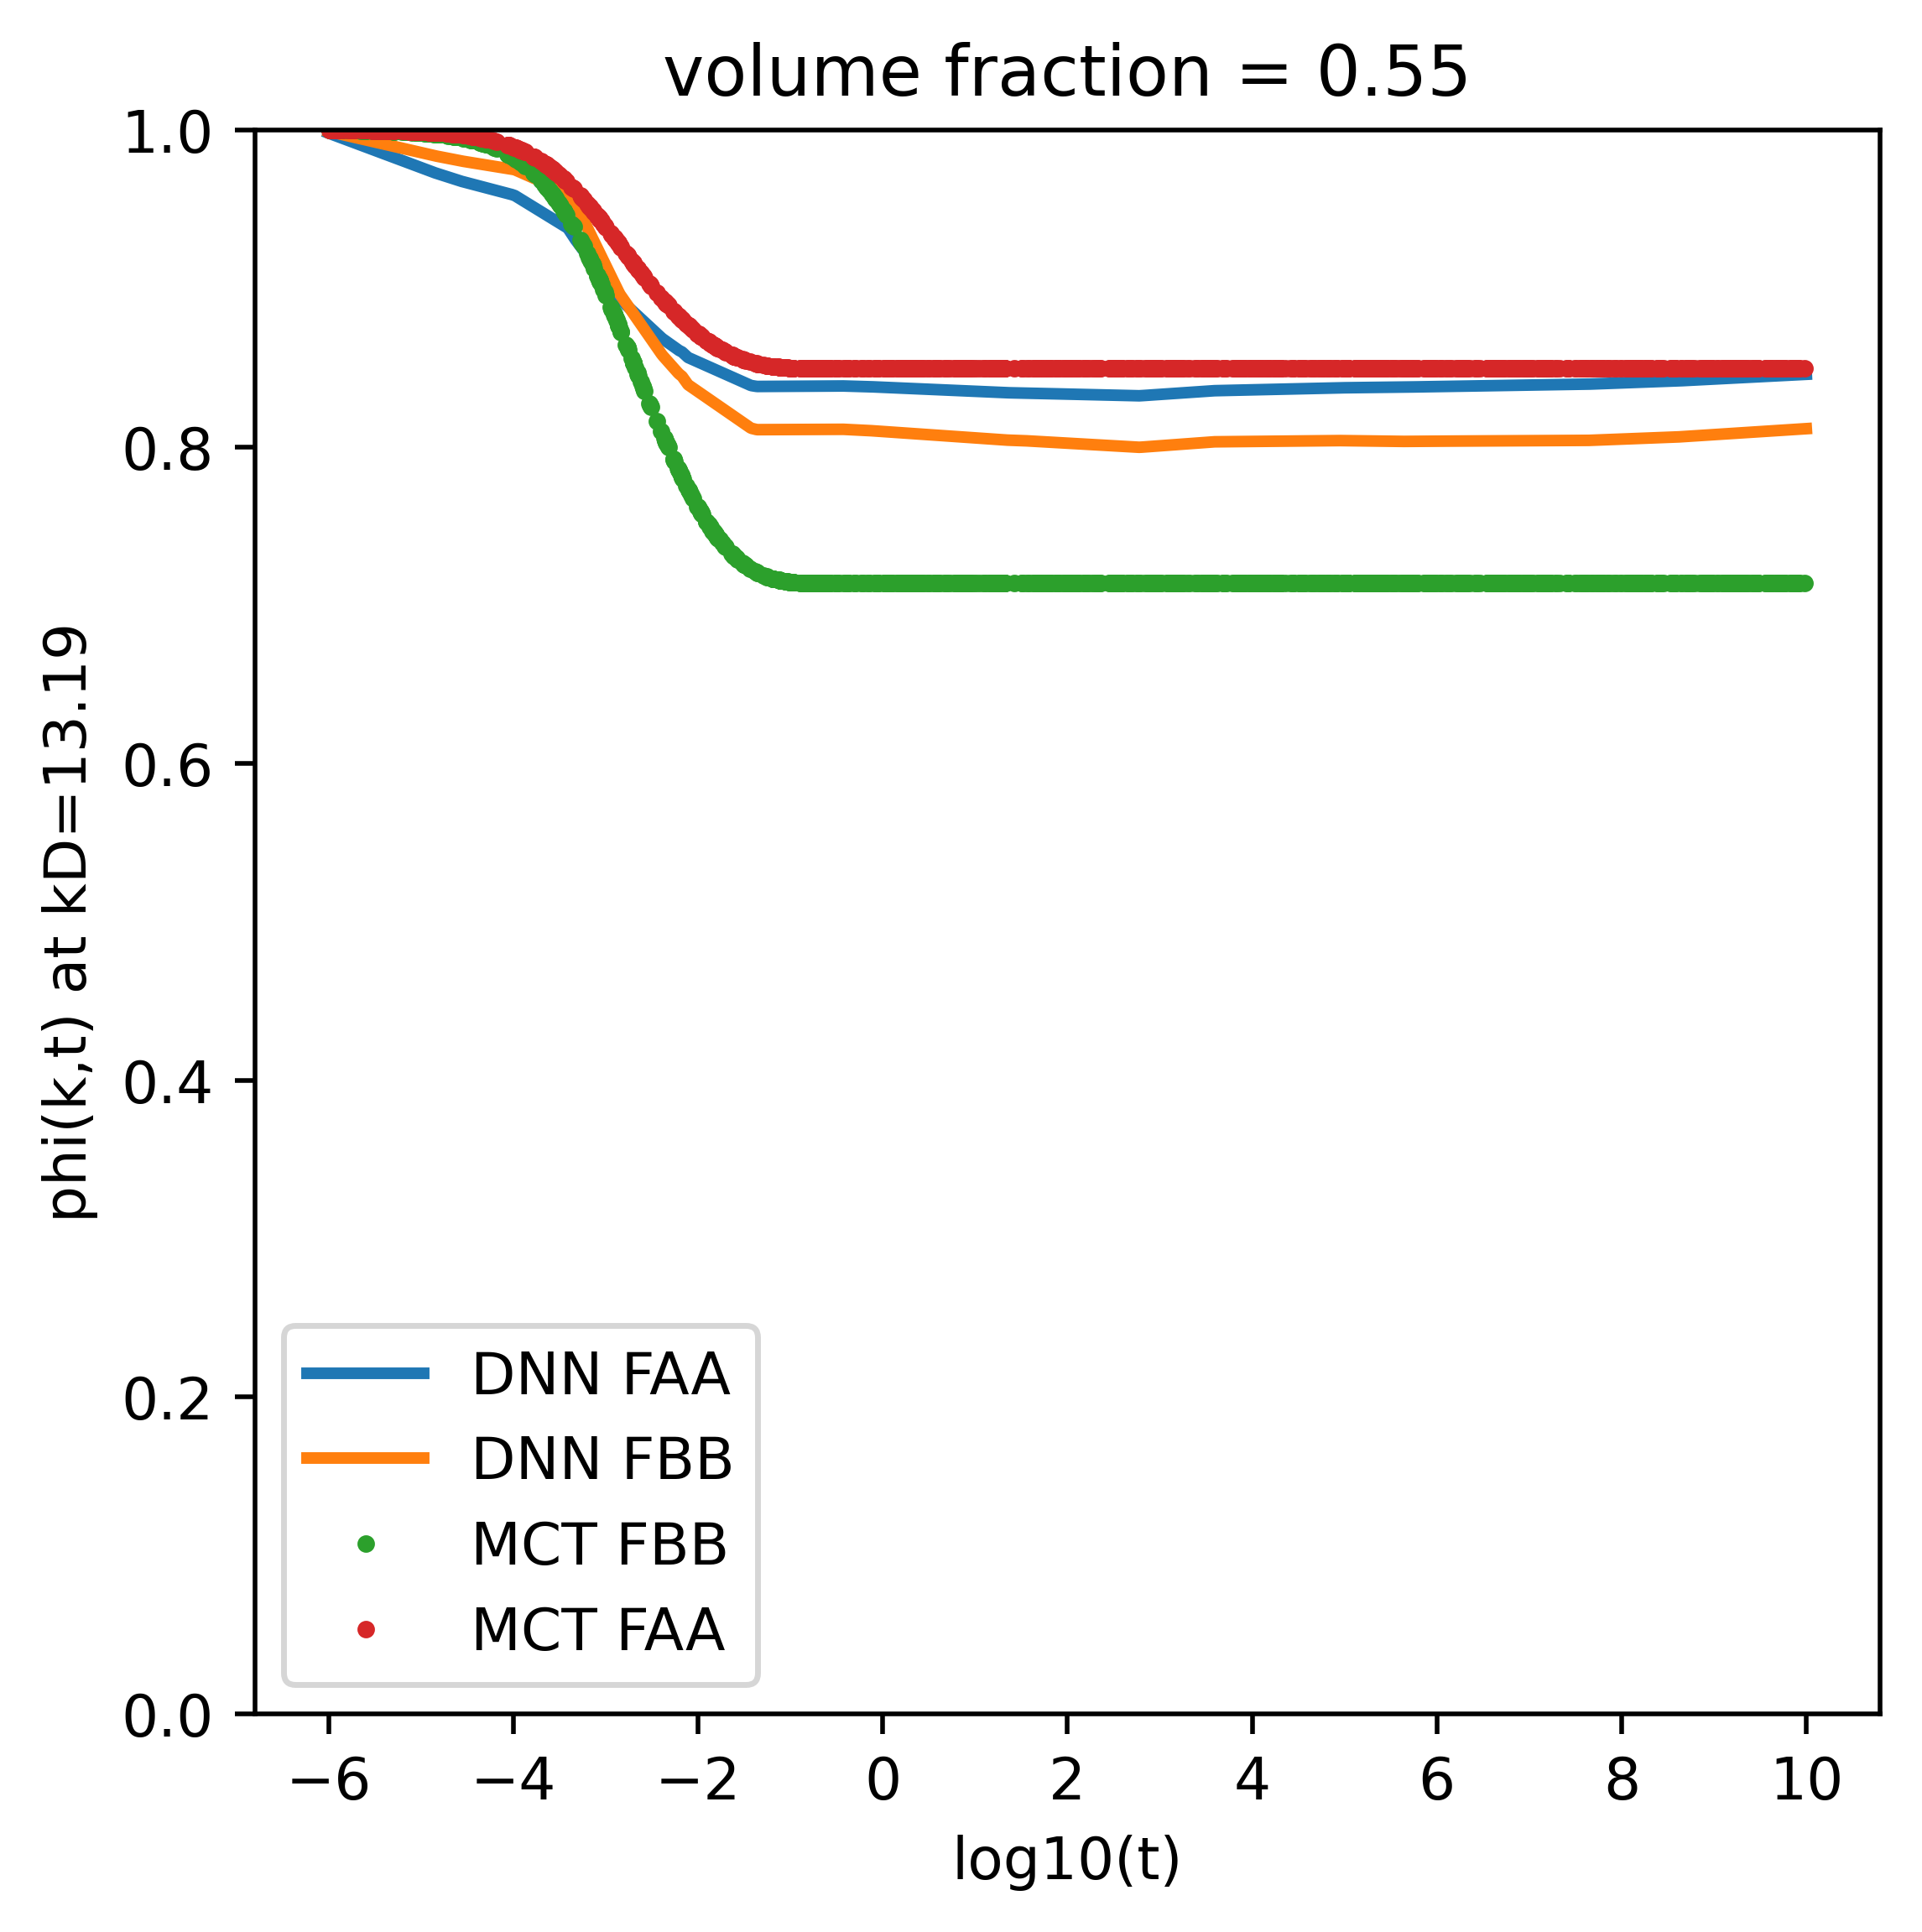 volume fraction = 0.55
1.0
0.8
0.6
0.4
0.2
0.0
phi(k,t) at kD=13.19
DNN FAA
DNN FBB
MCT FBB
MCT FAA
−6 −4 −2 0 2 4 6 8 10
log10(t)